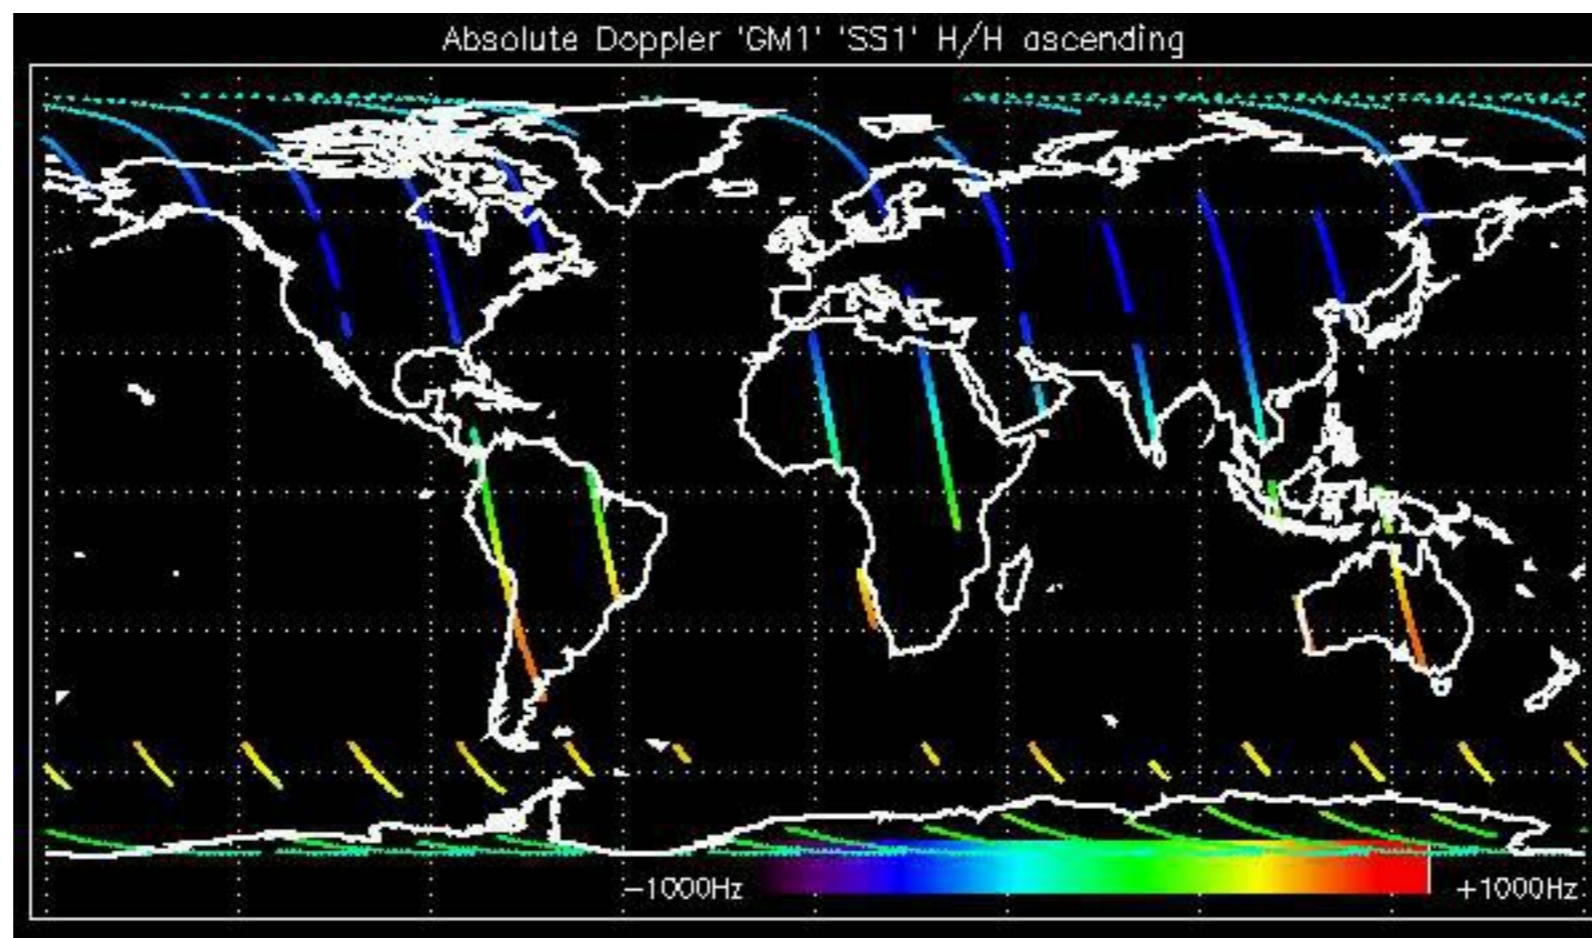 Absolute Doppler 'GM1' 'SS1' H/H ascending
−1000Hz
+1000Hz